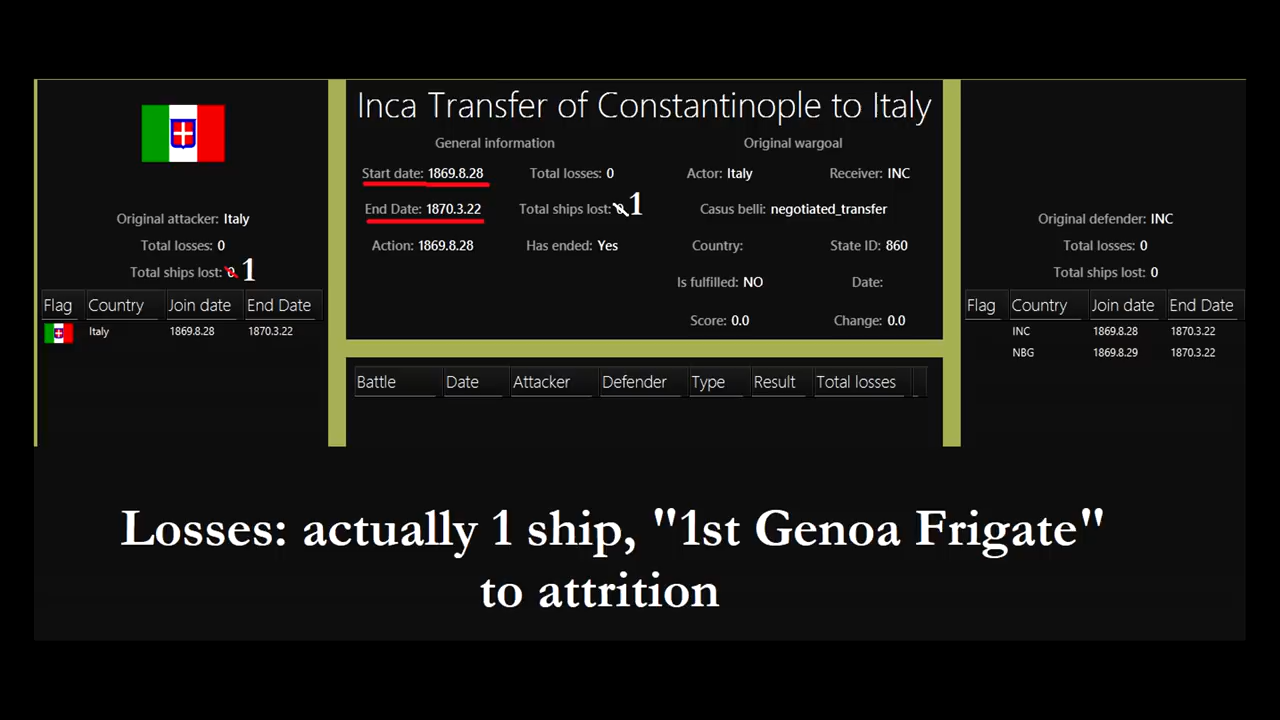 Inca Transfer of Constantinople to Italy
General information
Original wargoal
Start date: 1869.8.28
Total losses: 0
Actor: Italy
Receiver: INC
End Date: 1870.3.22
Total ships lost: 0 1
Casus belli: negotiated_transfer
Action: 1869.8.28
Has ended: Yes
Country:
State ID: 860
Is fulfilled: NO
Date:
Score: 0.0
Change: 0.0
Original attacker: Italy
Total losses: 0
Total ships lost: 0 1
Flag Country Join date End Date
Italy 1869.8.28 1870.3.22
Battle Date Attacker Defender Type Result Total losses
Original defender: INC
Total losses: 0
Total ships lost: 0
Flag Country Join date End Date
INC 1869.8.28 1870.3.22
NBG 1869.8.29 1870.3.22
Losses: actually 1 ship, "1st Genoa Frigate"
to attrition